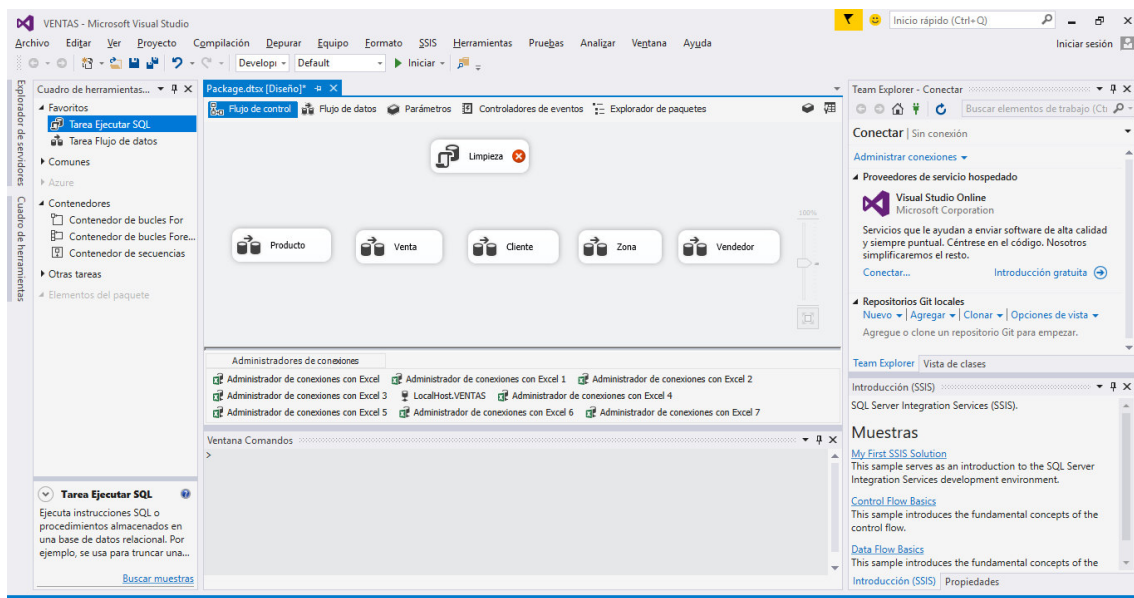 VENTAS - Microsoft Visual Studio
Inicio rápido (Ctrl+Q)
Archivo Editar Ver Proyecto Compilación Depurar Equipo Formato SSIS Herramientas Pruebas Analizar Ventana Ayuda
Iniciar sesión
Developi Default Iniciar
Explorador de servidores
Cuadro de herramientas
Cuadro de herramientas...
Favoritos
Tarea Ejecutar SQL
Tarea Flujo de datos
Comunes
Azure
Contenedores
Contenedor de bucles For
Contenedor de bucles Fore...
Contenedor de secuencias
Otras tareas
Elementos del paquete
Tarea Ejecutar SQL
Ejecuta instrucciones SQL o
procedimientos almacenados en
una base de datos relacional. Por
ejemplo, se usa para truncar una...
Buscar muestras
Package.dtsx [Diseño]*
Flujo de control Flujo de datos Parámetros Controladores de eventos Explorador de paquetes
Limpieza
100%
Producto Venta Cliente Zona Vendedor
Administradores de conexiones
Administrador de conexiones con Excel Administrador de conexiones con Excel 1 Administrador de conexiones con Excel 2
Administrador de conexiones con Excel 3 LocalHost.VENTAS Administrador de conexiones con Excel 4
Administrador de conexiones con Excel 5 Administrador de conexiones con Excel 6 Administrador de conexiones con Excel 7
Ventana Comandos
>
Team Explorer - Conectar
Buscar elementos de trabajo (Ct
Conectar | Sin conexión
Administrar conexiones
Proveedores de servicio hospedado
Visual Studio Online
Microsoft Corporation
Servicios que le ayudan a enviar software de alta calidad
y siempre puntual. Céntrese en el código. Nosotros
simplificaremos el resto.
Conectar... Introducción gratuita
Repositorios Git locales
Nuevo | Agregar | Clonar | Opciones de vista
Agregue o clone un repositorio Git para empezar.
Team Explorer Vista de clases
Introducción (SSIS)
SQL Server Integration Services (SSIS).
Muestras
My First SSIS Solution
This sample serves as an introduction to the SQL Server
Integration Services development environment.
Control Flow Basics
This sample introduces the fundamental concepts of the
control flow.
Data Flow Basics
This sample introduces the fundamental concepts of the
Introducción (SSIS) Propiedades